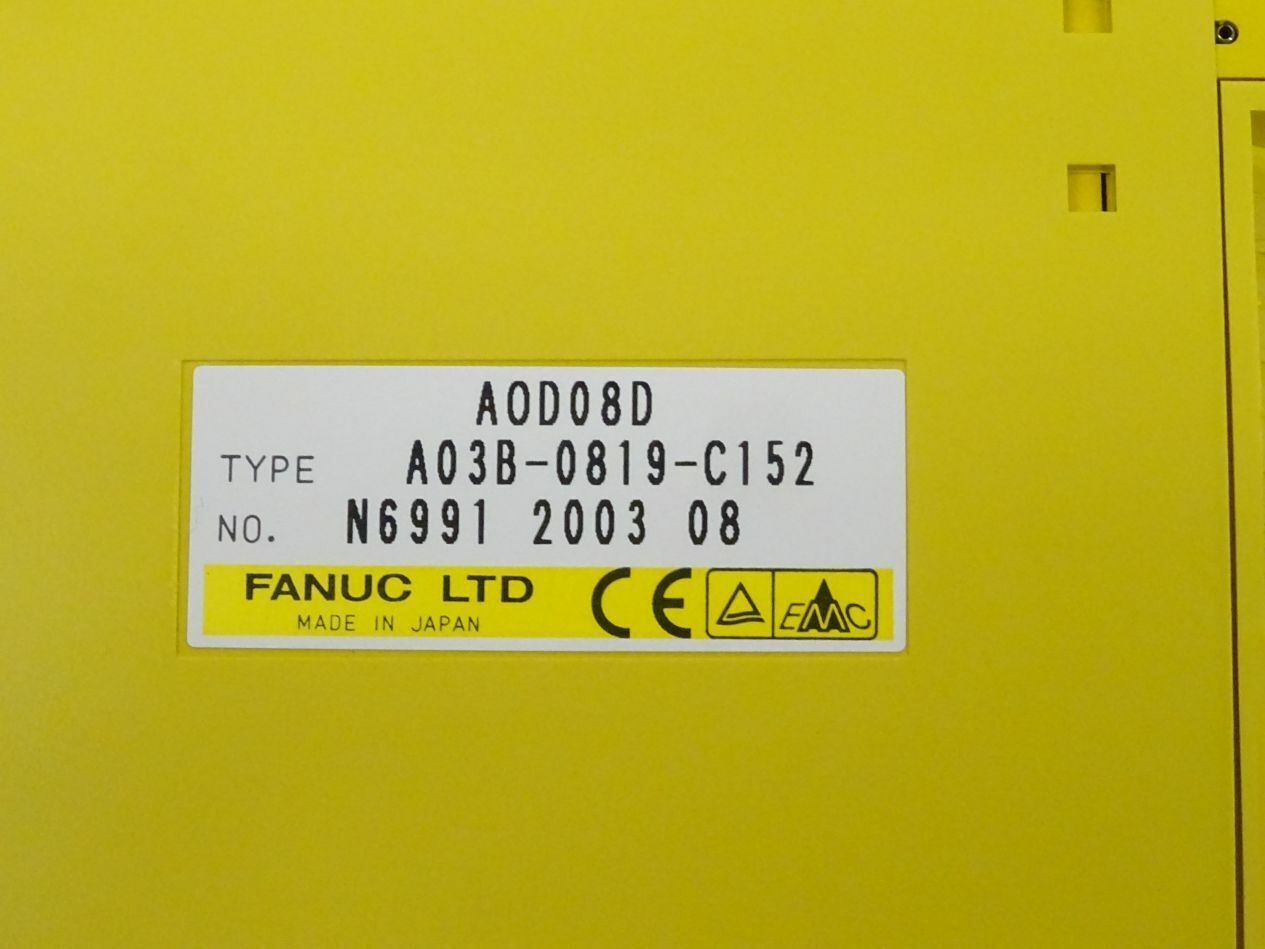 AOD08D
TYPE A03B-0819-C152
NO. N6991 2003 08
FANUC LTD CE EMC
MADE IN JAPAN